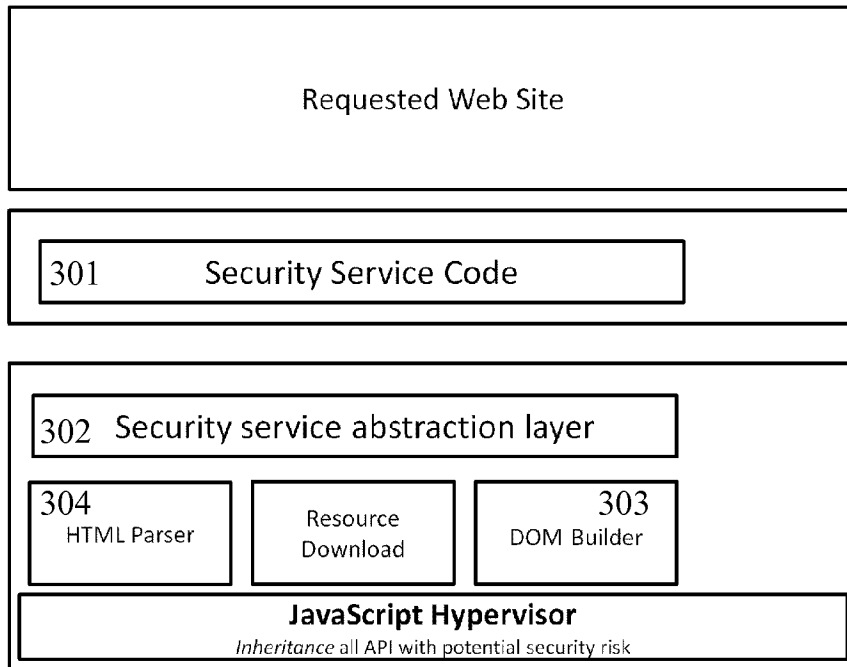 Requested Web Site
301 Security Service Code
302 Security service abstraction layer
304
HTML Parser
Resource
Download
303
DOM Builder
JavaScript Hypervisor
Inheritance all API with potential security risk